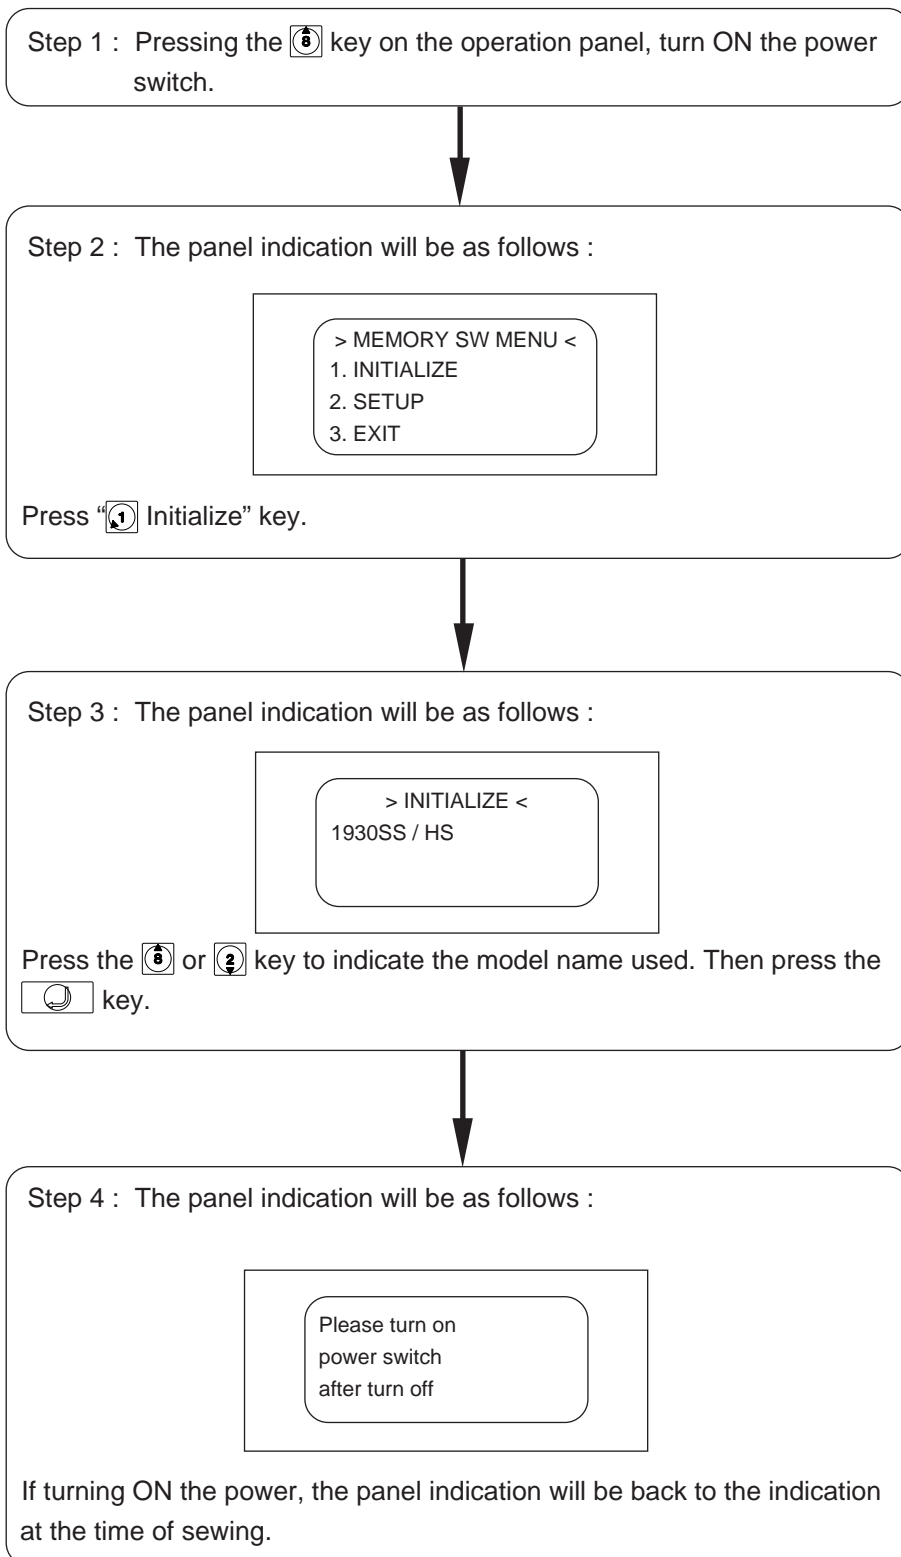 Step 1 : Pressing the 8 key on the operation panel, turn ON the power
switch.
Step 2 : The panel indication will be as follows :
> MEMORY SW MENU <
1. INITIALIZE
2. SETUP
3. EXIT
Press “1 Initialize” key.
Step 3 : The panel indication will be as follows :
> INITIALIZE <
1930SS / HS
Press the 8 or 2 key to indicate the model name used. Then press the
key.
Step 4 : The panel indication will be as follows :
Please turn on
power switch
after turn off
If turning ON the power, the panel indication will be back to the indication
at the time of sewing.